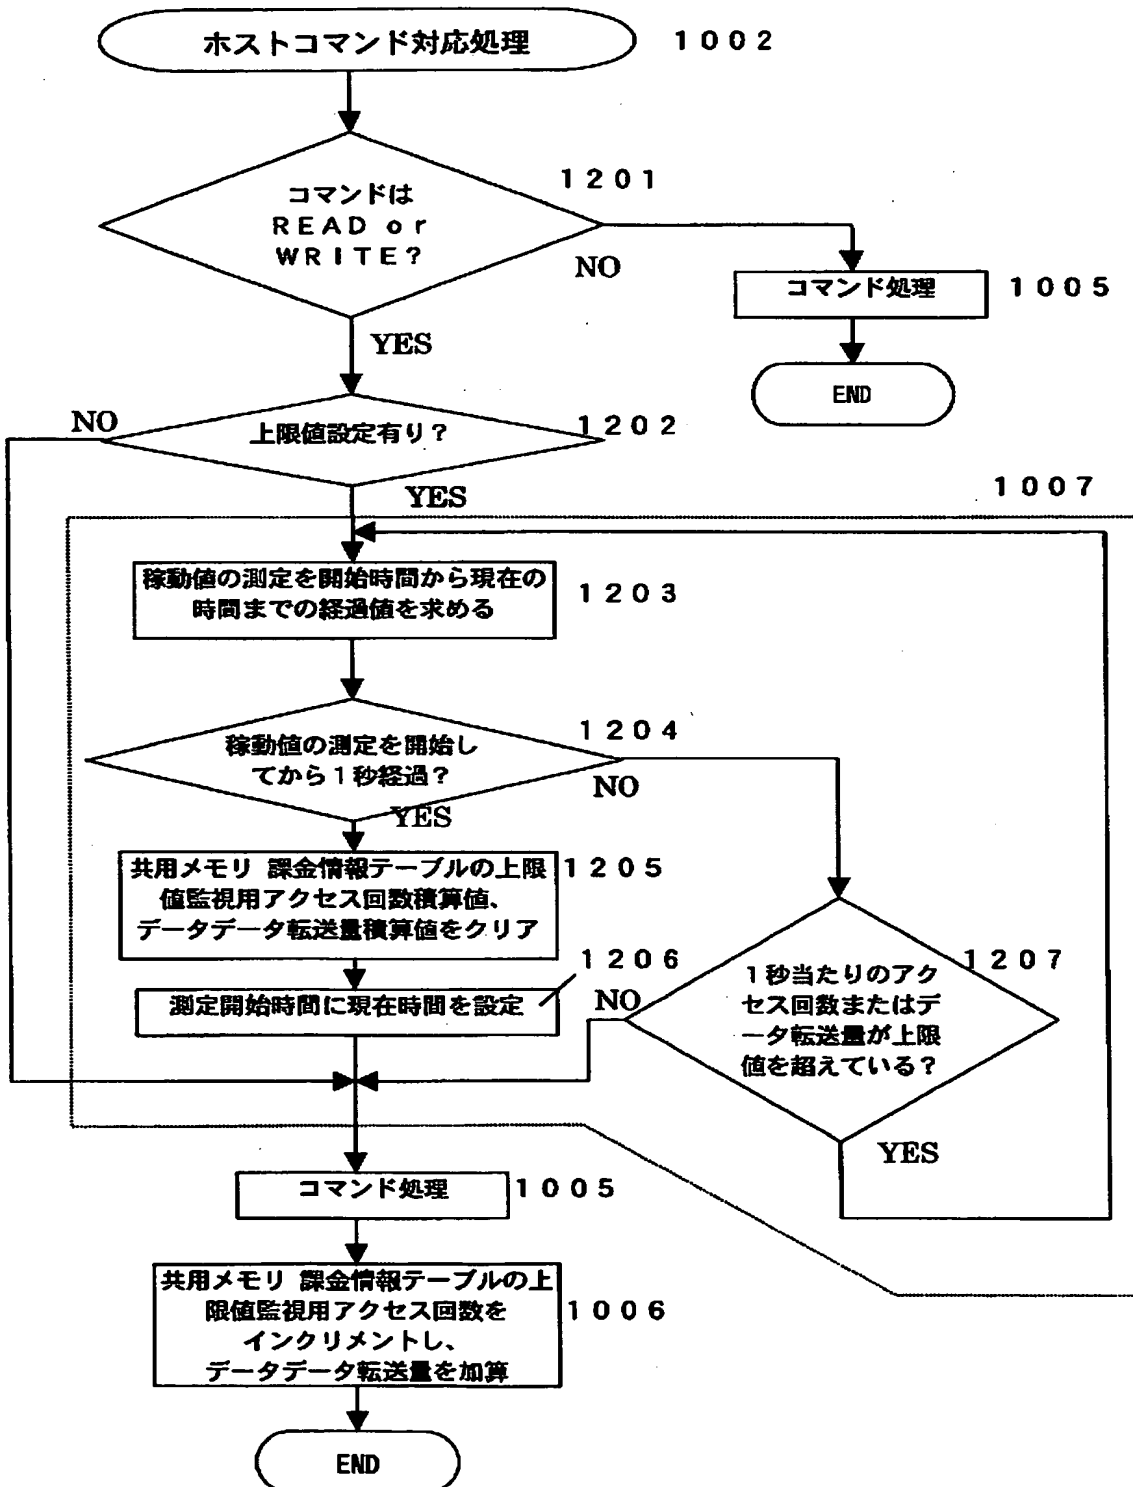 ホストコマンド対応処理
1002
コマンドは
READ or
WRITE?
1201
NO
コマンド処理
1005
END
YES
上限値設定有り?
1202
NO
YES
1007
稼動値の測定を開始時間から現在の
時間までの経過値を求める
1203
稼動値の測定を開始し
てから1秒経過?
1204
NO
YES
共用メモリ 課金情報テーブルの上限
値監視用アクセス回数積算値、
データデータ転送量積算値をクリア
1205
測定開始時間に現在時間を設定
1206
1秒当たりのアク
セス回数またはデ
ータ転送量が上限
値を超えている?
1207
NO
YES
コマンド処理
1005
共用メモリ 課金情報テーブルの上
限値監視用アクセス回数を
インクリメントし、
データデータ転送量を加算
1006
END